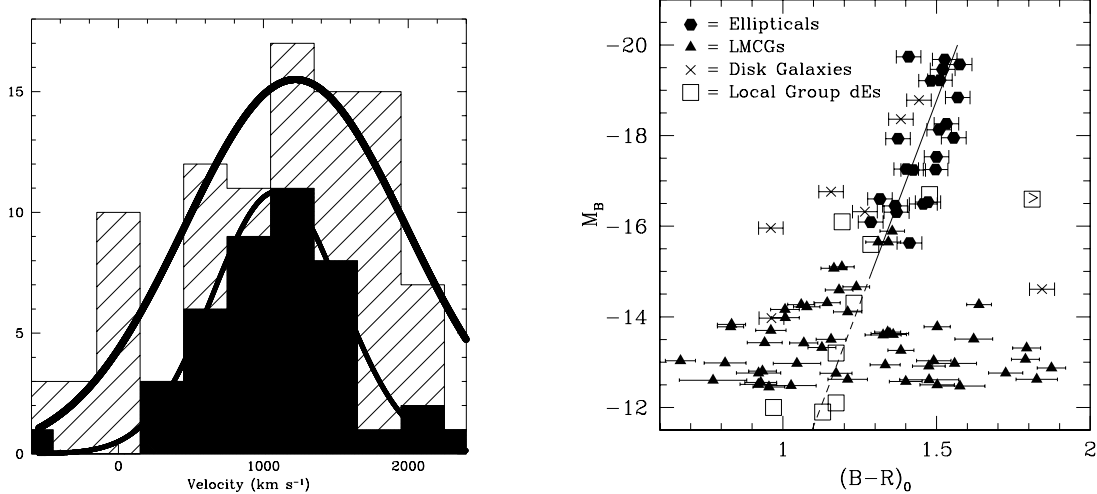 15
10
5
0
0
1000
2000
Velocity (km s⁻¹)
-20
-18
-16
-14
-12
M_B
= Ellipticals
= LMCGs
= Disk Galaxies
= Local Group dEs
1
1.5
2
(B-R)₀